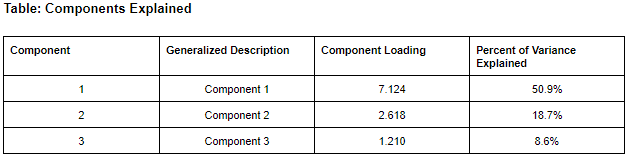 Table: Components Explained
Component Generalized Description Component Loading Percent of Variance Explained
1 Component 1 7.124 50.9%
2 Component 2 2.618 18.7%
3 Component 3 1.210 8.6%